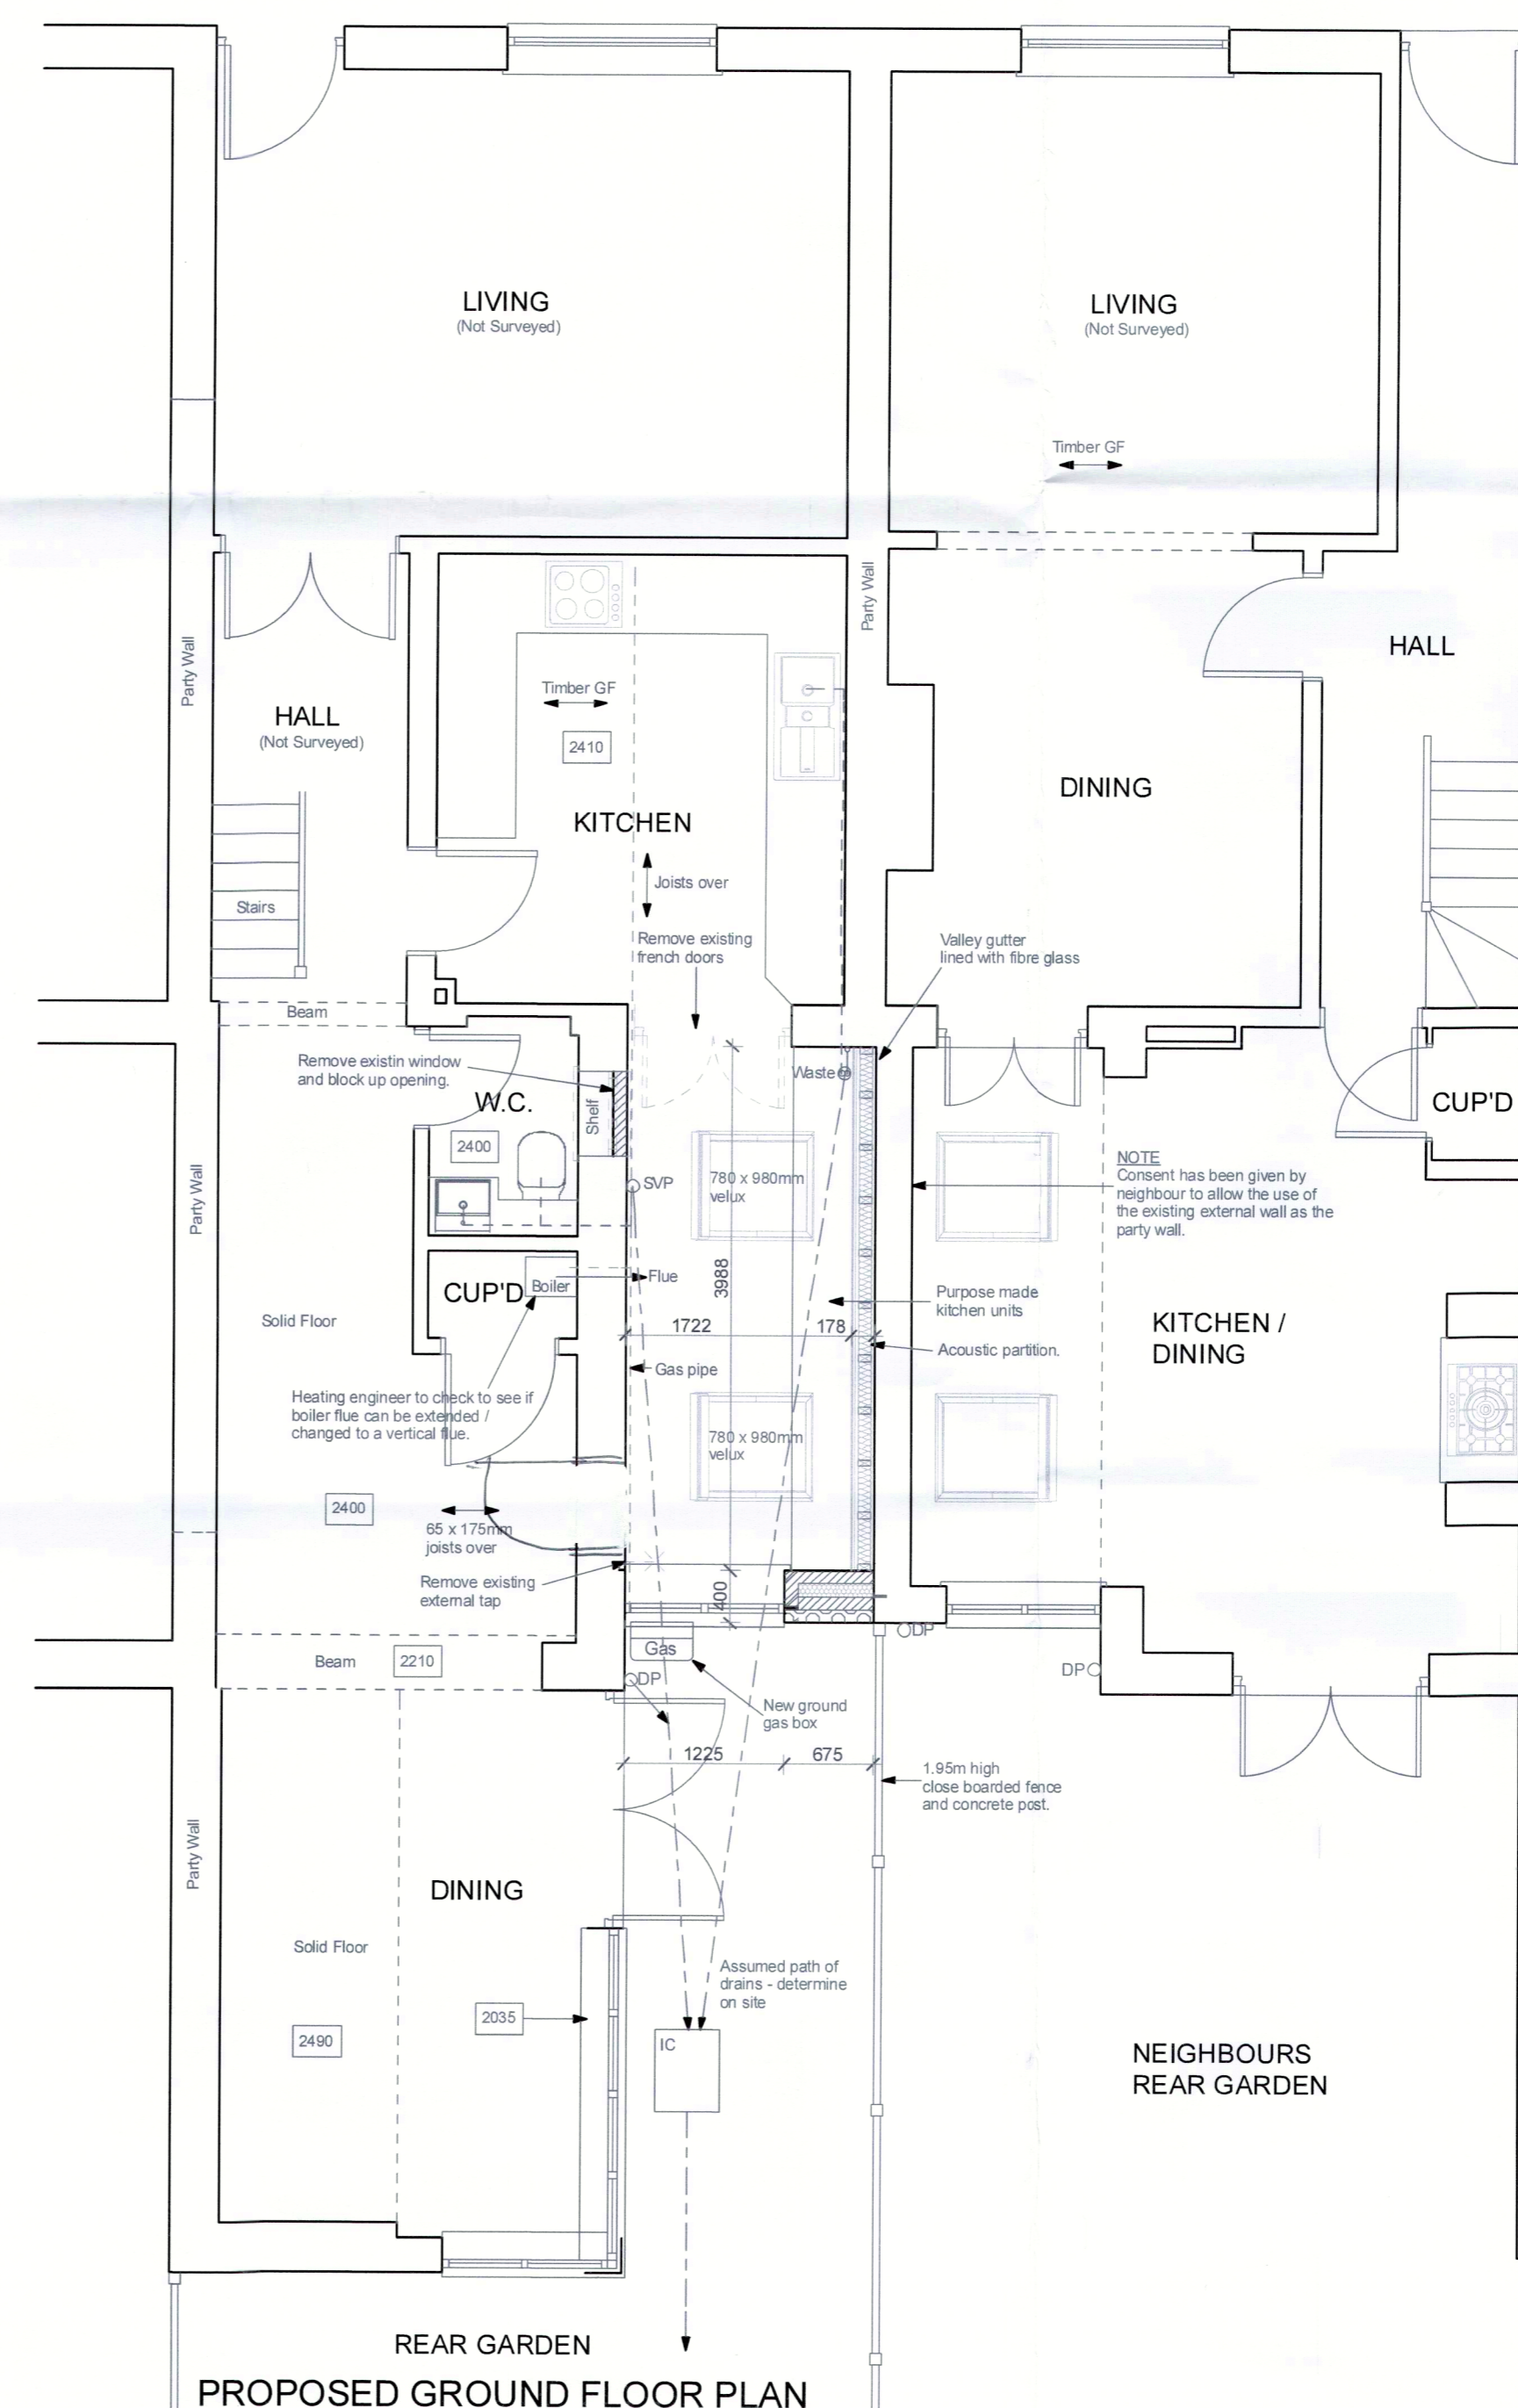 LIVING
(Not Surveyed)
LIVING
(Not Surveyed)
Timber GF
Party Wall
Party Wall
HALL
Timber GF
HALL
(Not Surveyed)
2410
DINING
KITCHEN
Joists over
Stairs
Remove existing
french doors
Valley gutter
lined with fibre glass
Beam
Remove existin window
and block up opening.
Waste
W.C.
Shelf
CUP'D
2400
NOTE
Consent has been given by
neighbour to allow the use of
the existing external wall as the
party wall.
Party Wall
SVP
780 x 980mm
velux
Flue
3988
CUP'D
Boiler
Purpose made
kitchen units
Solid Floor
1722
178
KITCHEN /
DINING
Acoustic partition.
Gas pipe
Heating engineer to check to see if
boiler flue can be extended /
changed to a vertical flue.
780 x 980mm
velux
2400
65 x 175mm
joists over
Remove existing
external tap
400
DP
Gas
Beam
2210
DP
DP
New ground
gas box
1225
675
1.95m high
close boarded fence
and concrete post.
Party Wall
DINING
Solid Floor
Assumed path of
drains - determine
on site
2035
2490
IC
NEIGHBOURS
REAR GARDEN
REAR GARDEN
PROPOSED GROUND FLOOR PLAN